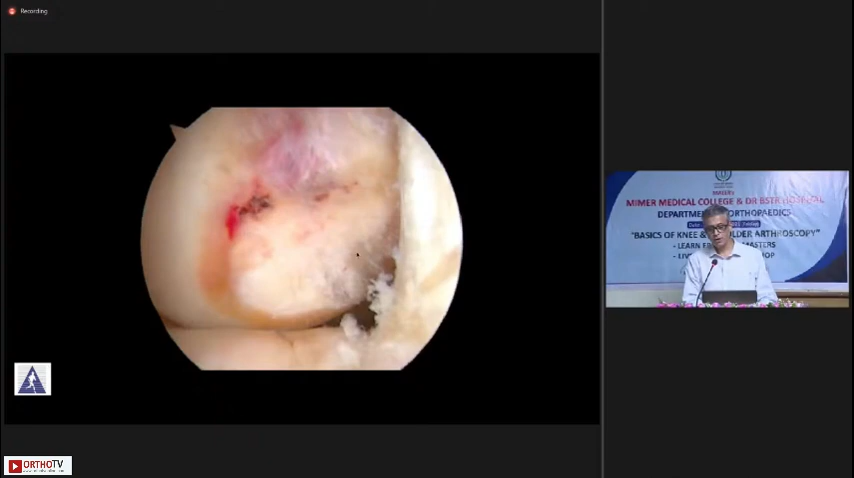 Recording
MIMER MEDICAL COLLEGE & DR BSTR HOSPITAL
DEPARTMENT OF ORTHOPAEDICS
"BASICS OF KNEE & SHOULDER ARTHROSCOPY"
- LEARN FROM MASTERS
ORTHOTV